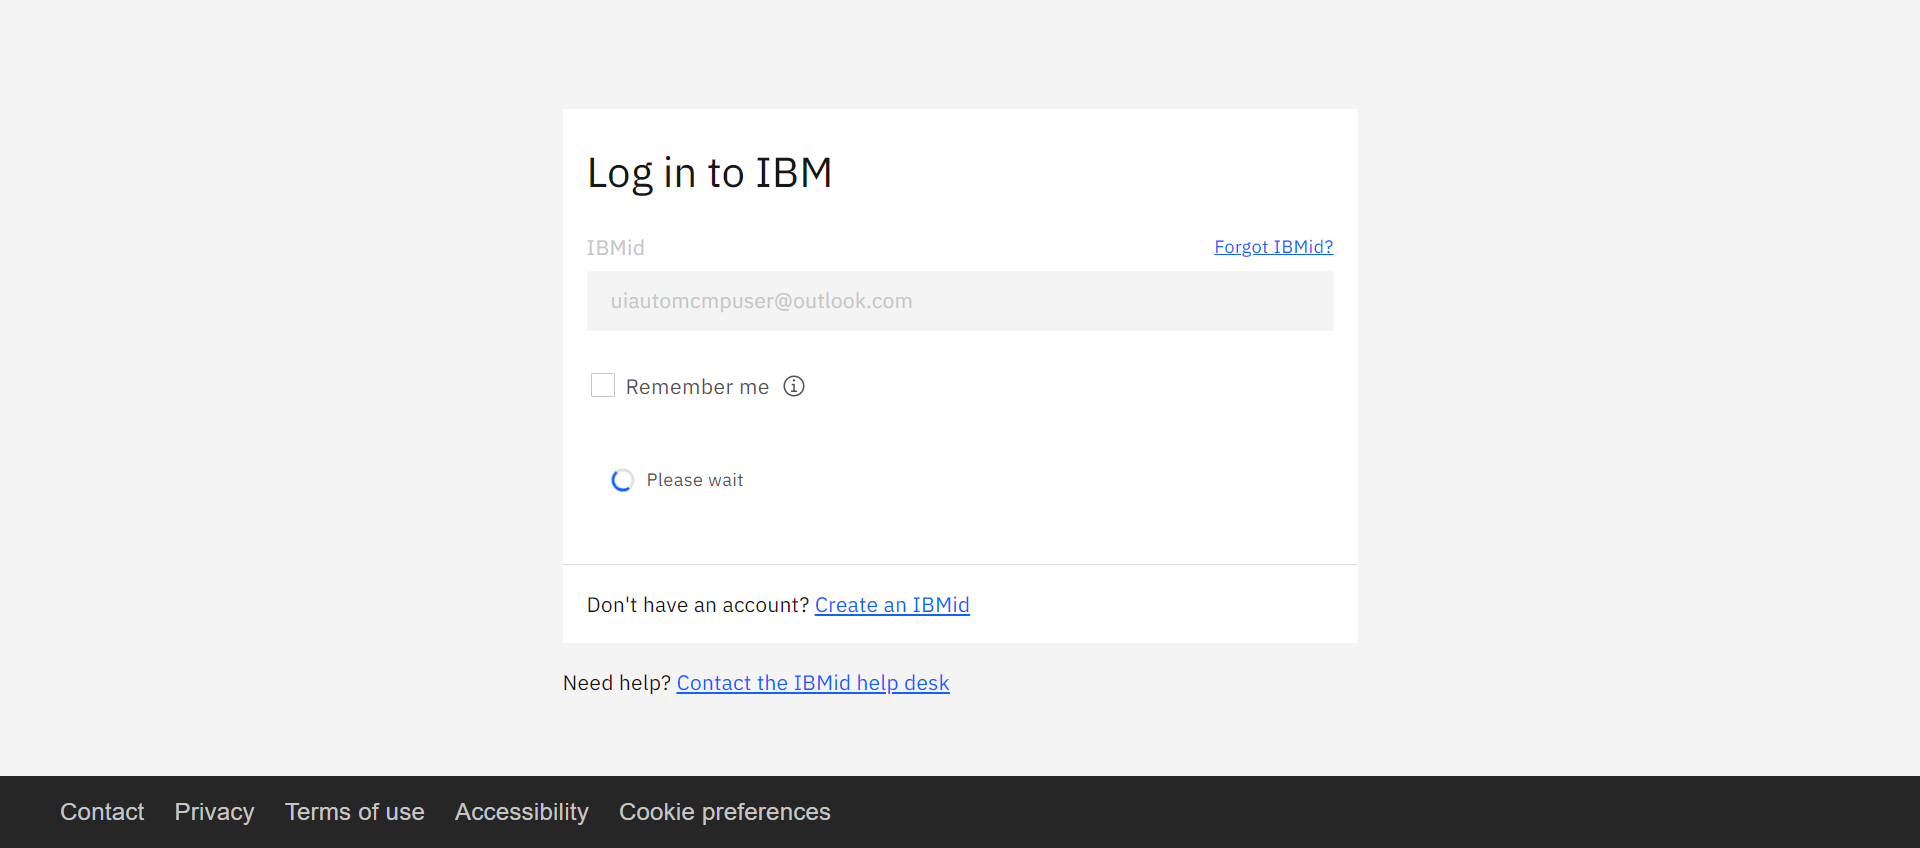 Log in to IBM
IBMid Forgot IBMid?
uiautomcmpuser@outlook.com
Remember me
Please wait
Don't have an account? Create an IBMid
Need help? Contact the IBMid help desk
Contact Privacy Terms of use Accessibility Cookie preferences